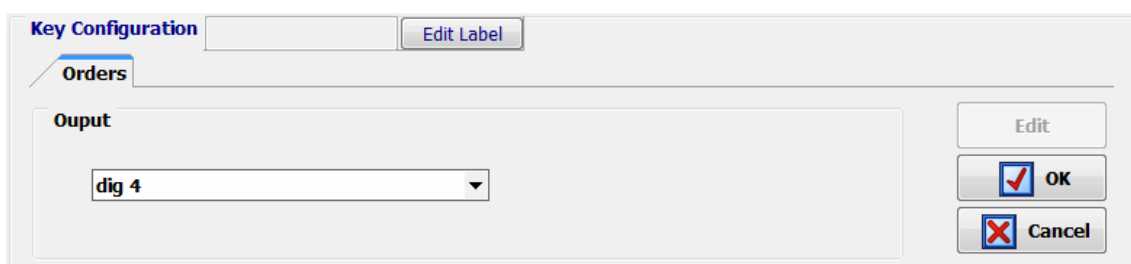 Key Configuration
Edit Label
Orders
Ouput
Edit
dig 4
OK
Cancel